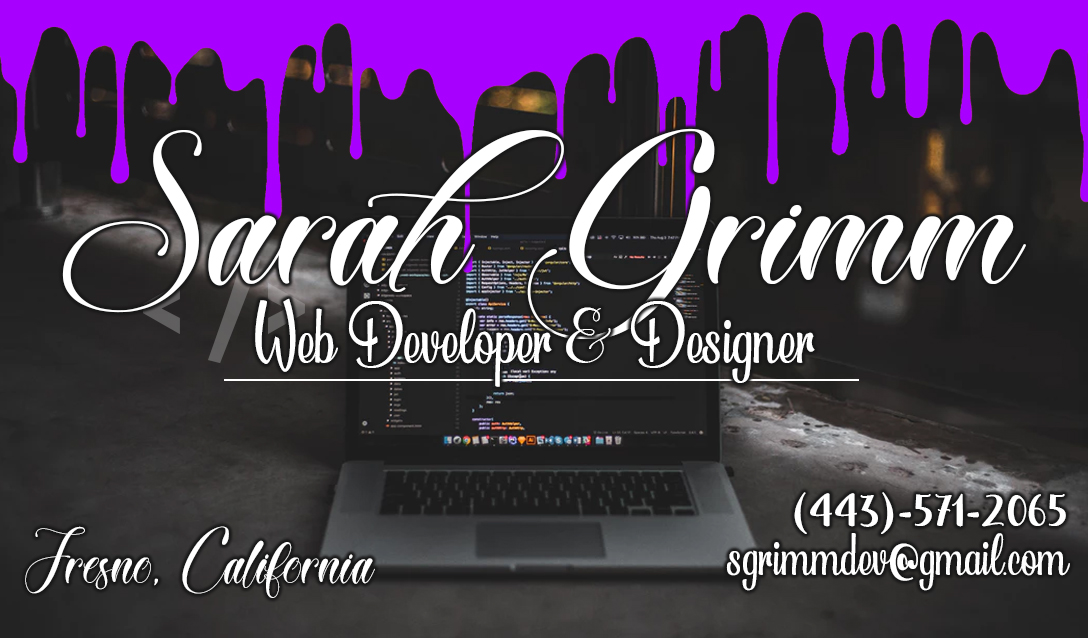 Sarah Grimm
</>
Web Developer & Designer
(443)-571-2065
Fresno, California
sgrimmdev@gmail.com